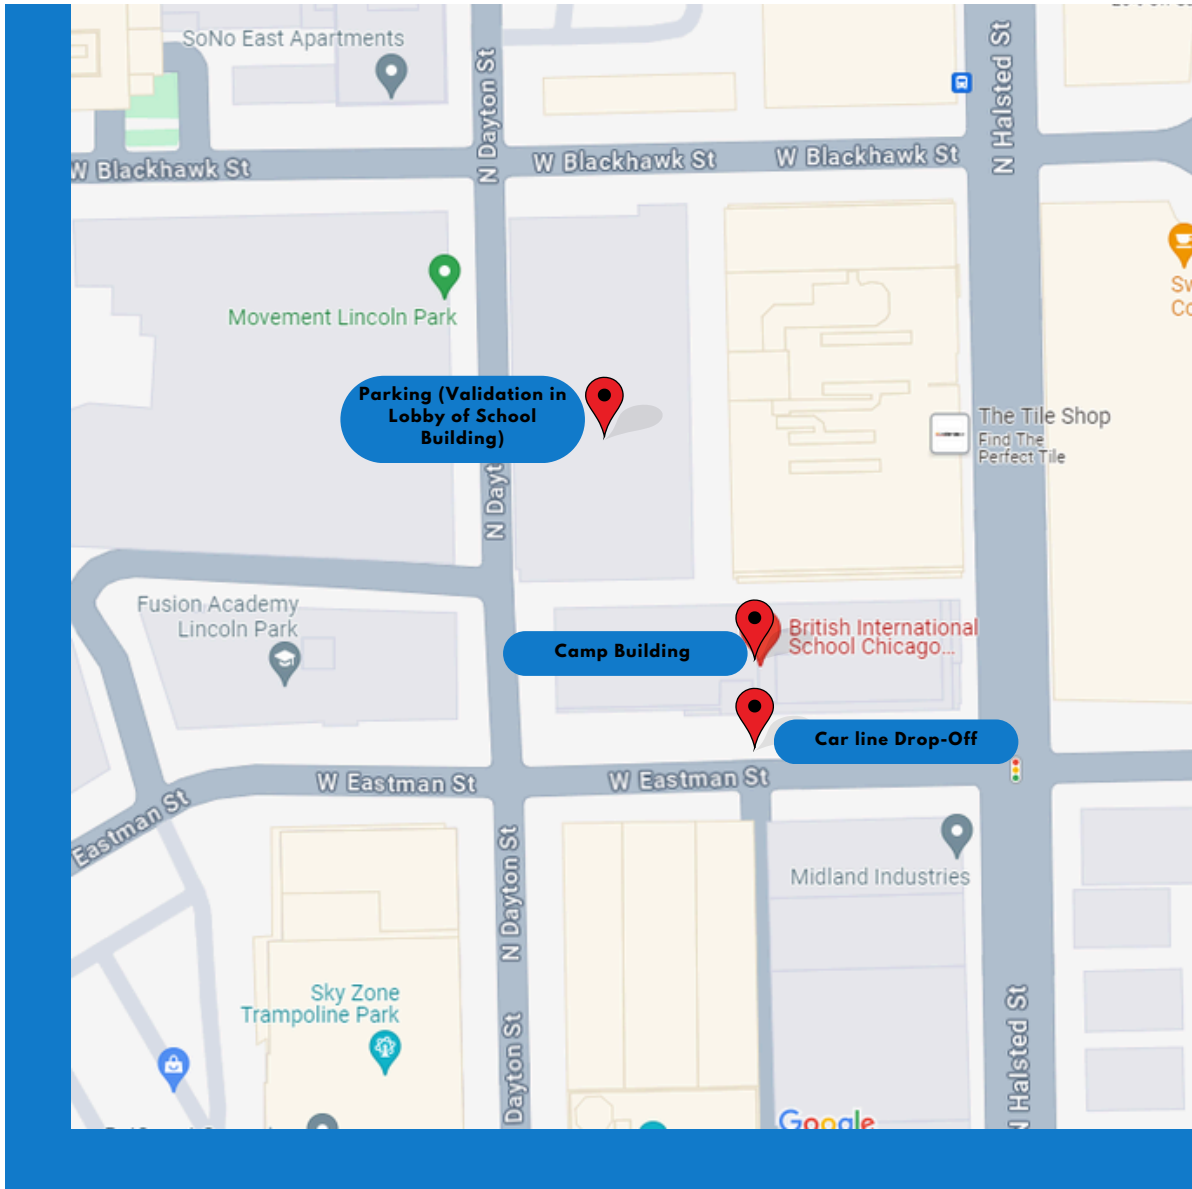 SoNo East Apartments
N Dayton St
N Halsted St
W Blackhawk St
W Blackhawk St
W Blackhawk St
Movement Lincoln Park
Sw
Co
Parking (Validation in
Lobby of School
Building)
N Dayt
The Tile Shop
Find The
Perfect Tile
Fusion Academy
Lincoln Park
British International
School Chicago...
Camp Building
Car line Drop-Off
W Eastman St
W Eastman St
Eastman St
N Dayton St
Midland Industries
Sky Zone
Trampoline Park
Dayton St
N Halsted St
Google